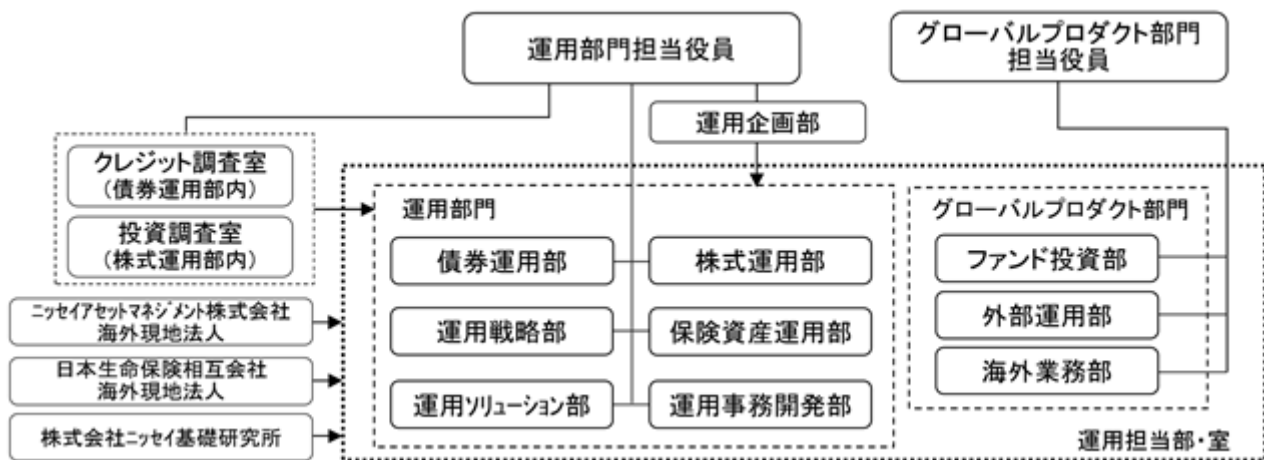 運用部門担当役員
グローバルプロダクト部門
担当役員
運用企画部
クレジット調査室
(債券運用部内)
投資調査室
(株式運用部内)
ニッセイアセットマネジメント株式会社
海外現地法人
日本生命保険相互会社
海外現地法人
株式会社ニッセイ基礎研究所
運用部門
債券運用部
株式運用部
運用戦略部
保険資産運用部
運用ソリューション部
運用事務開発部
グローバルプロダクト部門
ファンド投資部
外部運用部
海外業務部
運用担当部・室